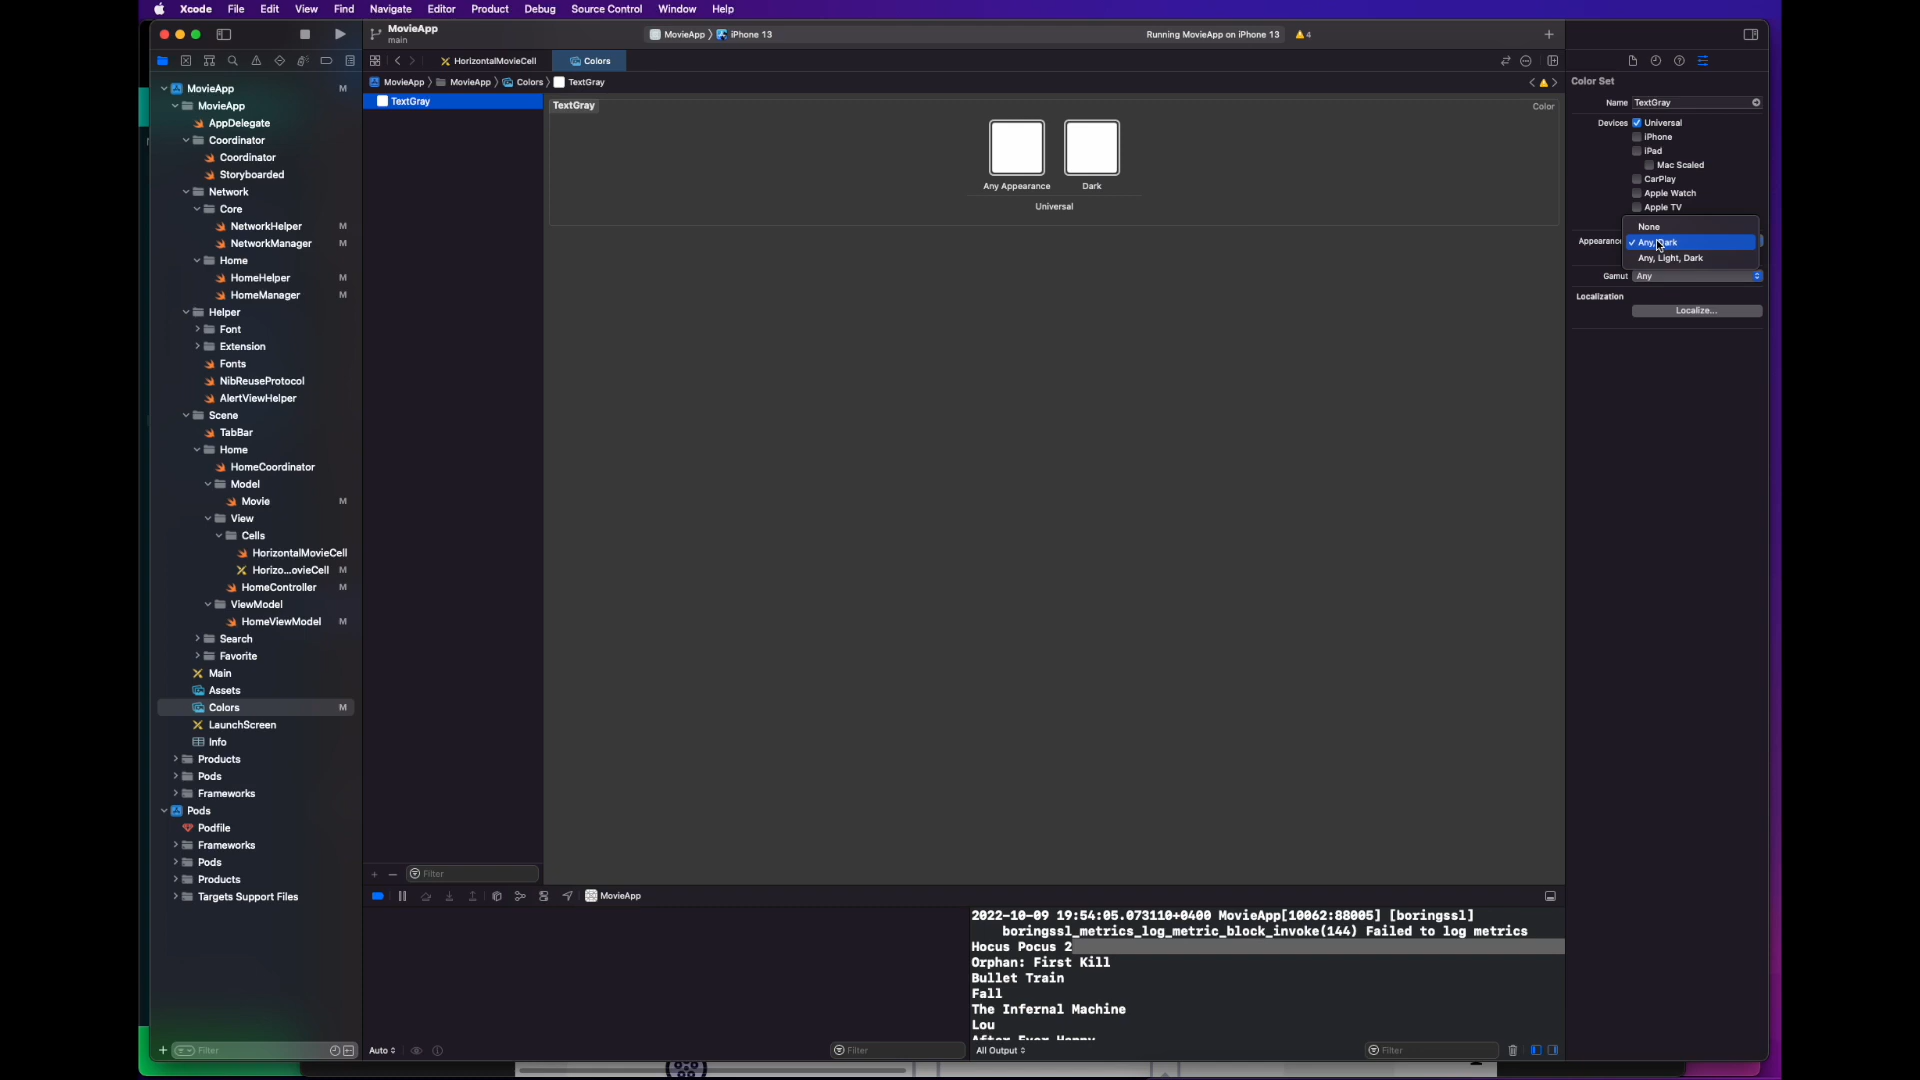 Xcode File Edit View Find Navigate Editor Product Debug Source Control Window Help
MovieApp
main
MovieApp iPhone 13
Running MovieApp on iPhone 13 4
HorizontalMovieCell
Colors
MovieApp MovieApp Colors TextGray
MovieApp M
MovieApp
AppDelegate
Coordinator
Coordinator
Storyboarded
Network
Core
NetworkHelper M
NetworkManager M
Home
HomeHelper M
HomeManager M
Helper
Font
Extension
Fonts
NibReuseProtocol
AlertViewHelper
Scene
TabBar
Home
HomeCoordinator
Model
Movie M
View
Cells
HorizontalMovieCell
Horizo...ovieCell M
HomeController M
ViewModel
HomeViewModel M
Search
Favorite
Main
Assets
Colors M
LaunchScreen
Info
Products
Pods
Frameworks
Pods
Podfile
Frameworks
Pods
Products
Targets Support Files
Filter
TextGray
Filter
TextGray
Color
Any Appearance Dark
Universal
Color Set
Name TextGray
Devices Universal
iPhone
iPad
Mac Scaled
CarPlay
Apple Watch
Apple TV
None
Any, Dark
Any, Light, Dark
Gamut Any
Localization
Localize...
MovieApp
2022-10-09 19:54:05.073110+0400 MovieApp[10062:88005] [boringssl]
boringssl_metrics_log_metric_block_invoke(144) Failed to log metrics
Hocus Pocus 2
Orphan: First Kill
Bullet Train
Fall
The Infernal Machine
Lou
After Ever Happy
Auto
Filter
All Output
Filter